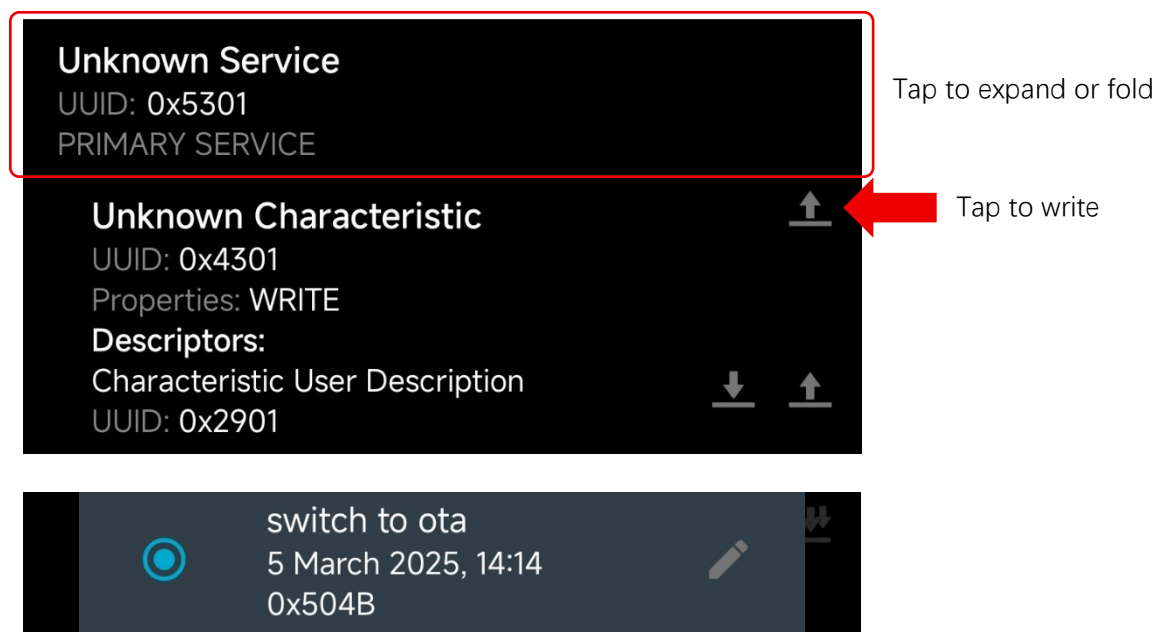 Unknown Service
UUID: 0x5301
PRIMARY SERVICE
Tap to expand or fold
Unknown Characteristic
Tap to write
UUID: 0x4301
Properties: WRITE
Descriptors:
Characteristic User Description
UUID: 0x2901
switch to ota
5 March 2025, 14:14
0x504B